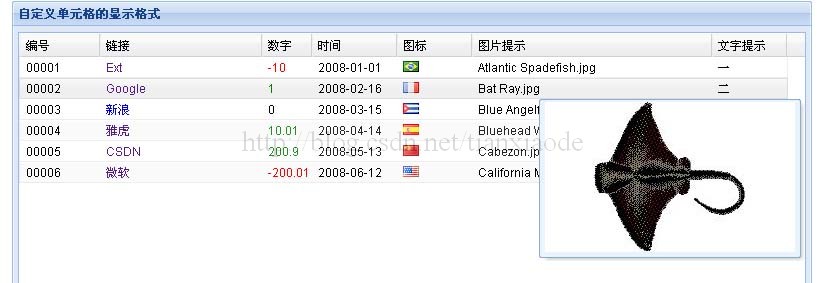 自定义单元格的显示格式
编号 链接 数字 时间 图标 图片提示 文字提示
00001 Ext -10 2008-01-01 Atlantic Spadefish.jpg 一
00002 Google 1 2008-02-16 Bat Ray.jpg 二
00003 新浪 0 2008-03-15 Blue Angelf
00004 雅虎 10.01 2008-04-14 Bluehead W
http://blog.csdn.net/tianxiaode
00005 CSDN 200.9 2008-05-13 Cabezon.jp
00006 微软 -200.01 2008-06-12 California M